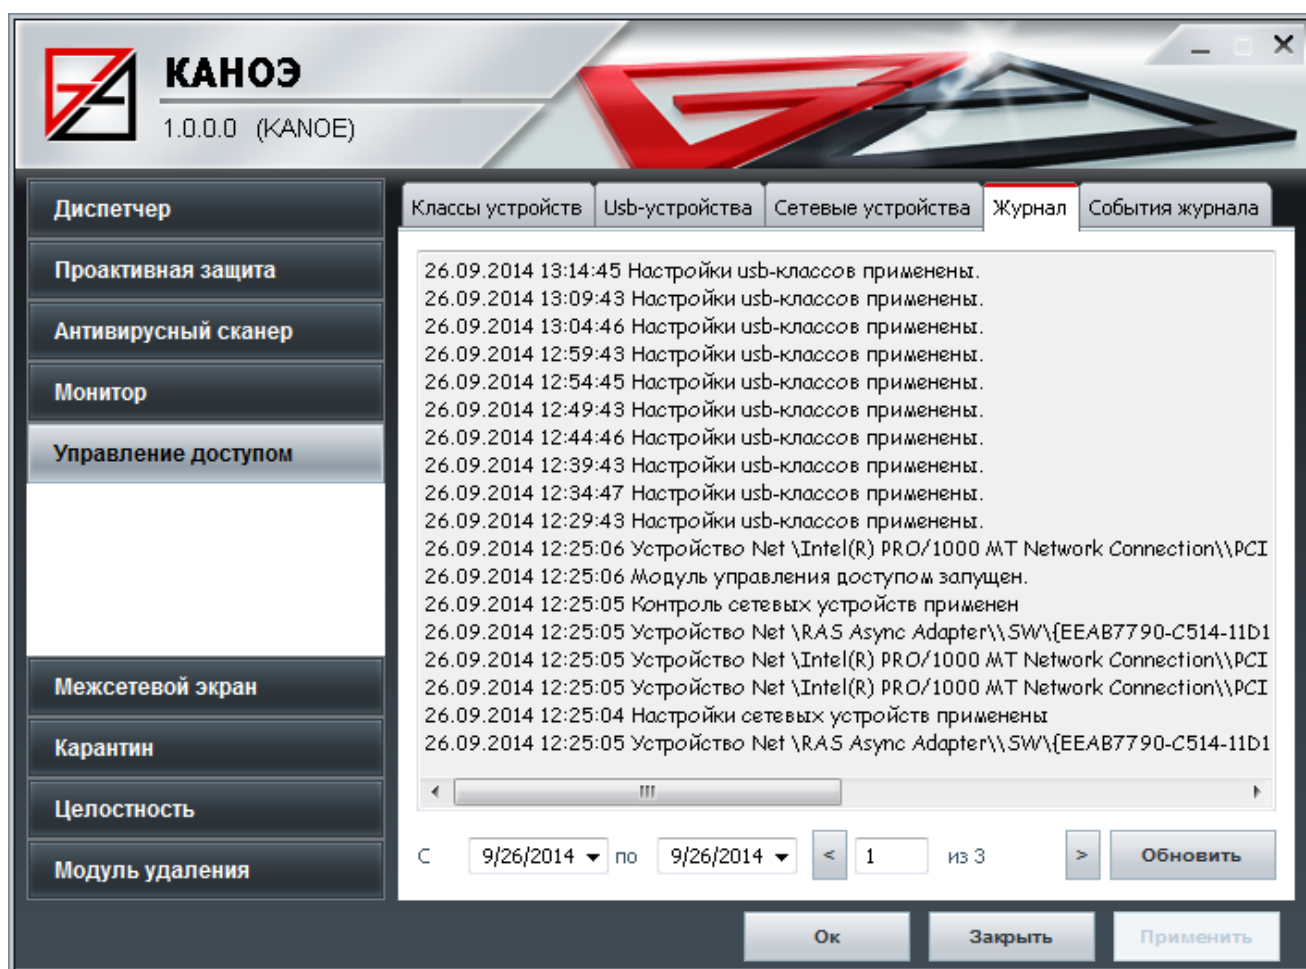 КАНОЭ
1.0.0.0 (KANOE)
Диспетчер
Проактивная защита
Антивирусный сканер
Монитор
Управление доступом
Межсетевой экран
Карантин
Целостность
Модуль удаления
Классы устройств Usb-устройства Сетевые устройства Журнал События журнала
26.09.2014 13:14:45 Настройки usb-классов применены.
26.09.2014 13:09:43 Настройки usb-классов применены.
26.09.2014 13:04:46 Настройки usb-классов применены.
26.09.2014 12:59:43 Настройки usb-классов применены.
26.09.2014 12:54:45 Настройки usb-классов применены.
26.09.2014 12:49:43 Настройки usb-классов применены.
26.09.2014 12:44:46 Настройки usb-классов применены.
26.09.2014 12:39:43 Настройки usb-классов применены.
26.09.2014 12:34:47 Настройки usb-классов применены.
26.09.2014 12:29:43 Настройки usb-классов применены.
26.09.2014 12:25:06 Устройство Net \Intel(R) PRO/1000 MT Network Connection\\PCI
26.09.2014 12:25:06 Модуль управления доступом запущен.
26.09.2014 12:25:05 Контроль сетевых устройств применен
26.09.2014 12:25:05 Устройство Net \RAS Async Adapter\\SW\{EEAB7790-C514-11D1
26.09.2014 12:25:05 Устройство Net \Intel(R) PRO/1000 MT Network Connection\\PCI
26.09.2014 12:25:05 Устройство Net \Intel(R) PRO/1000 MT Network Connection\\PCI
26.09.2014 12:25:04 Настройки сетевых устройств применены
26.09.2014 12:25:05 Устройство Net \RAS Async Adapter\\SW\{EEAB7790-C514-11D1
С 9/26/2014 по 9/26/2014 < 1 из 3 > Обновить
Ок Закрыть Применить